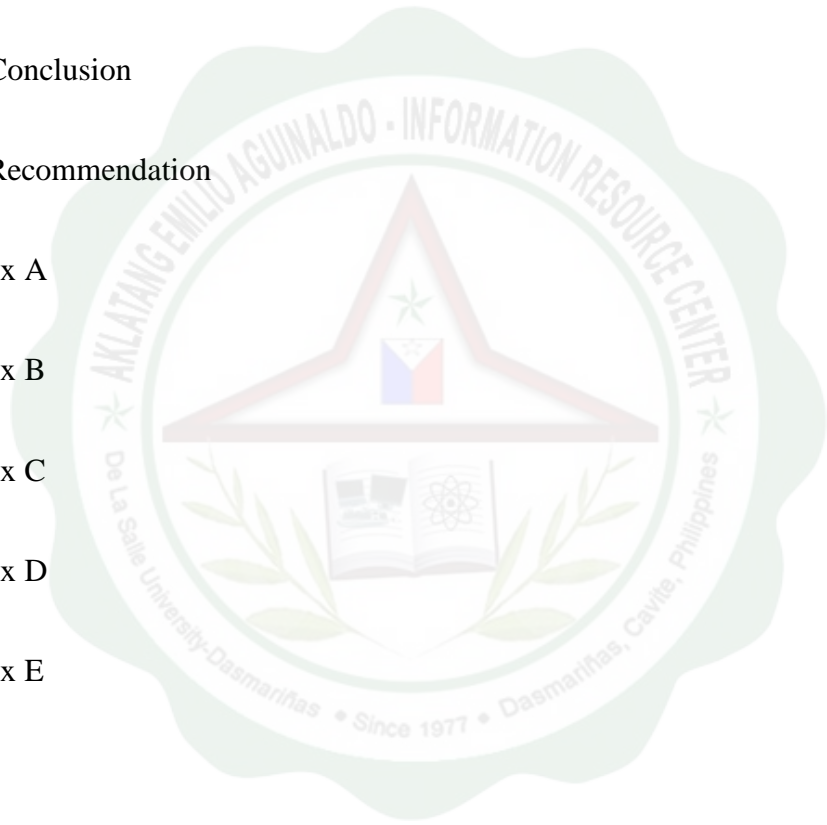 Conclusion
Recommendation
x A
x B
x C
x D
x E
AKLATANG EMILIO AGUINALDO - INFORMATION RESOURCE CENTER
De La Salle University-Dasmariñas • Since 1977 • Dasmariñas, Cavite, Philippines